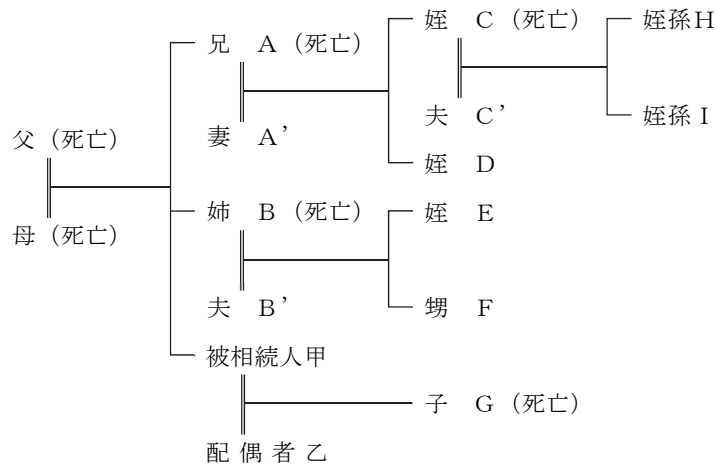 兄 A (死亡)
姪 C (死亡)
姪孫H
妻 A’
夫 C’
姪孫I
父 (死亡)
姪 D
母 (死亡)
姉 B (死亡)
姪 E
夫 B’
甥 F
被相続人甲
子 G (死亡)
配偶者乙